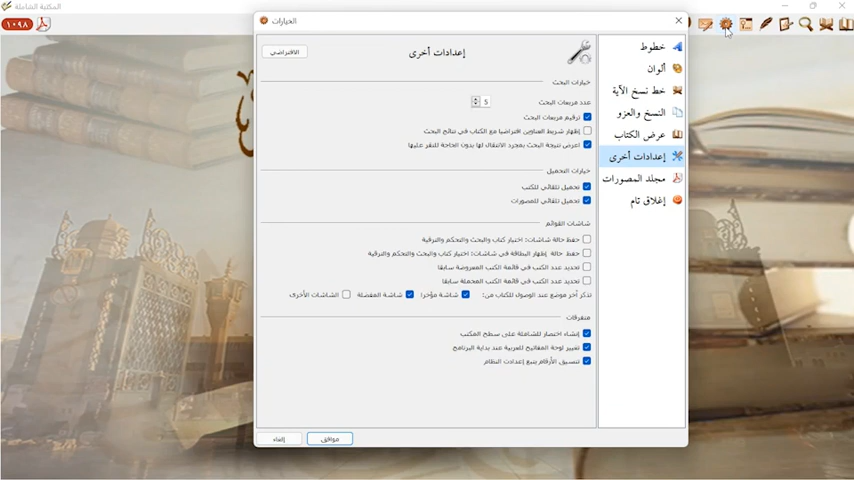 المكتبة الشاملة
١٠٩٨
الخيارات
خطوط
ألوان
خط نسخ الآية
النسخ والعزو
عرض الكتاب
إعدادات أخرى
مجلد المصورات
إغلاق تام
إعدادات أخرى
الافتراضي
خيارات البحث
عدد مربعات البحث
5
ترقيم مربعات البحث
إظهار شريط العناوين افتراضيا مع الكتاب في نتائج البحث
اعرض نتيجة البحث بمجرد الانتقال لها بدون الحاجة للنقر عليها
خيارات التحميل
تحميل تلقائي للكتب
تحميل تلقائي للمصورات
شاشات القوائم
حفظ حالة شاشات: اختيار كتاب والبحث والتحكم والترقية
حفظ حالة إظهار البطاقة في شاشات: اختيار كتاب والبحث والتحكم والترقية
تحديد عدد الكتب في قائمة الكتب المعروضة سابقا
تحديد عدد الكتب في قائمة الكتب المحملة سابقا
تذكر آخر موضع عند الوصول للكتاب من: شاشة مؤخرا شاشة المفضلة الشاشات الأخرى
متفرقات
إنشاء اختصار للشاملة على سطح المكتب
تغيير لوحة المفاتيح للعربية عند بداية البرنامج
تنسيق الأرقام يتبع إعدادت النظام
موافق
إلغاء